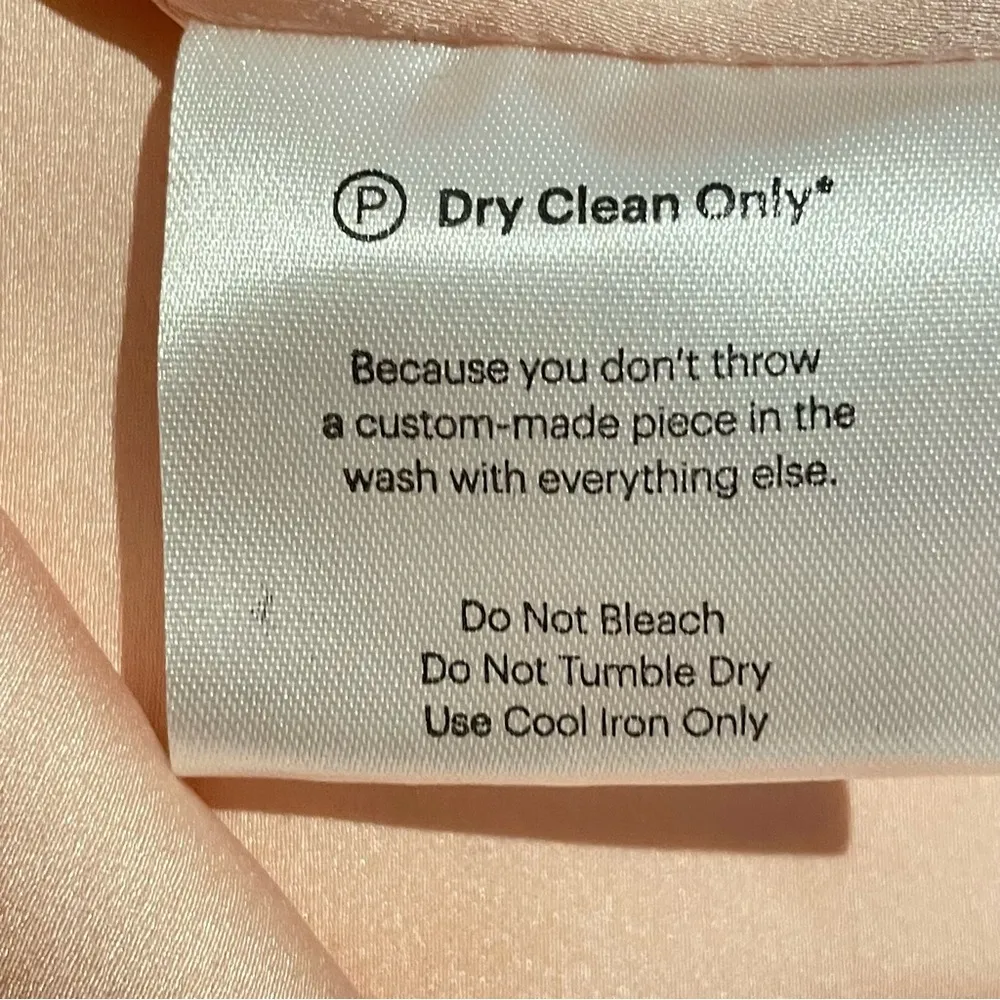 Ⓟ Dry Clean Only*
Because you don't throw
a custom-made piece in the
wash with everything else.
Do Not Bleach
Do Not Tumble Dry
Use Cool Iron Only